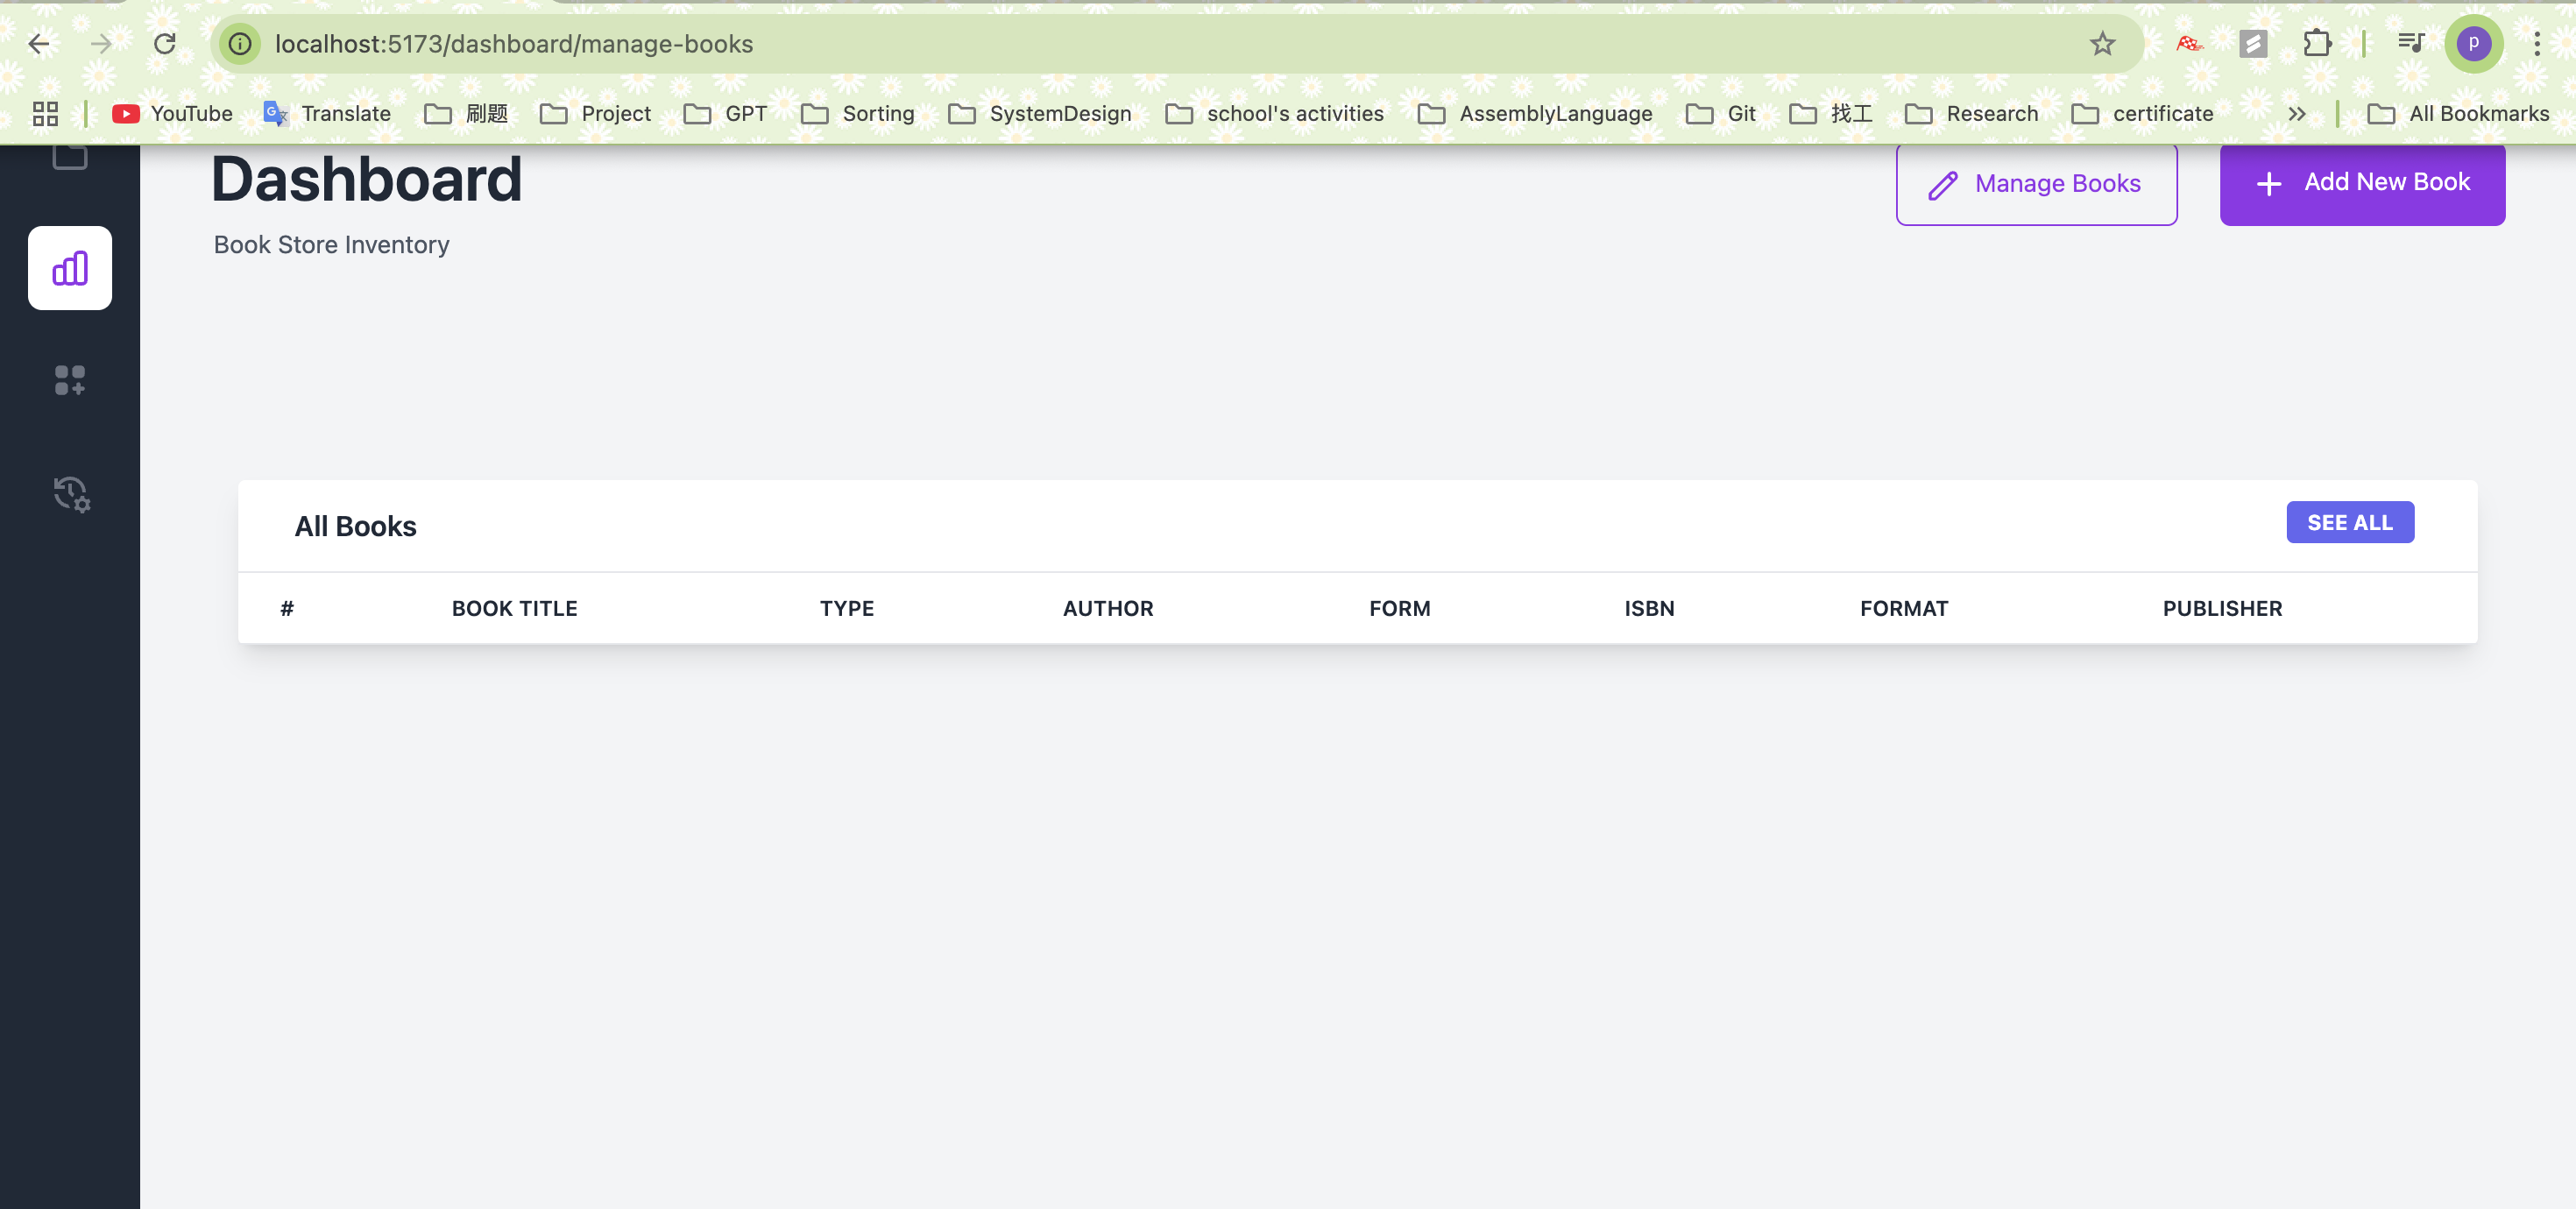 localhost:5173/dashboard/manage-books
p
YouTube Translate 刷题 Project GPT Sorting SystemDesign school's activities AssemblyLanguage Git 找工 Research certificate All Bookmarks
Dashboard
Manage Books
Add New Book
Book Store Inventory
All Books
SEE ALL
# BOOK TITLE TYPE AUTHOR FORM ISBN FORMAT PUBLISHER